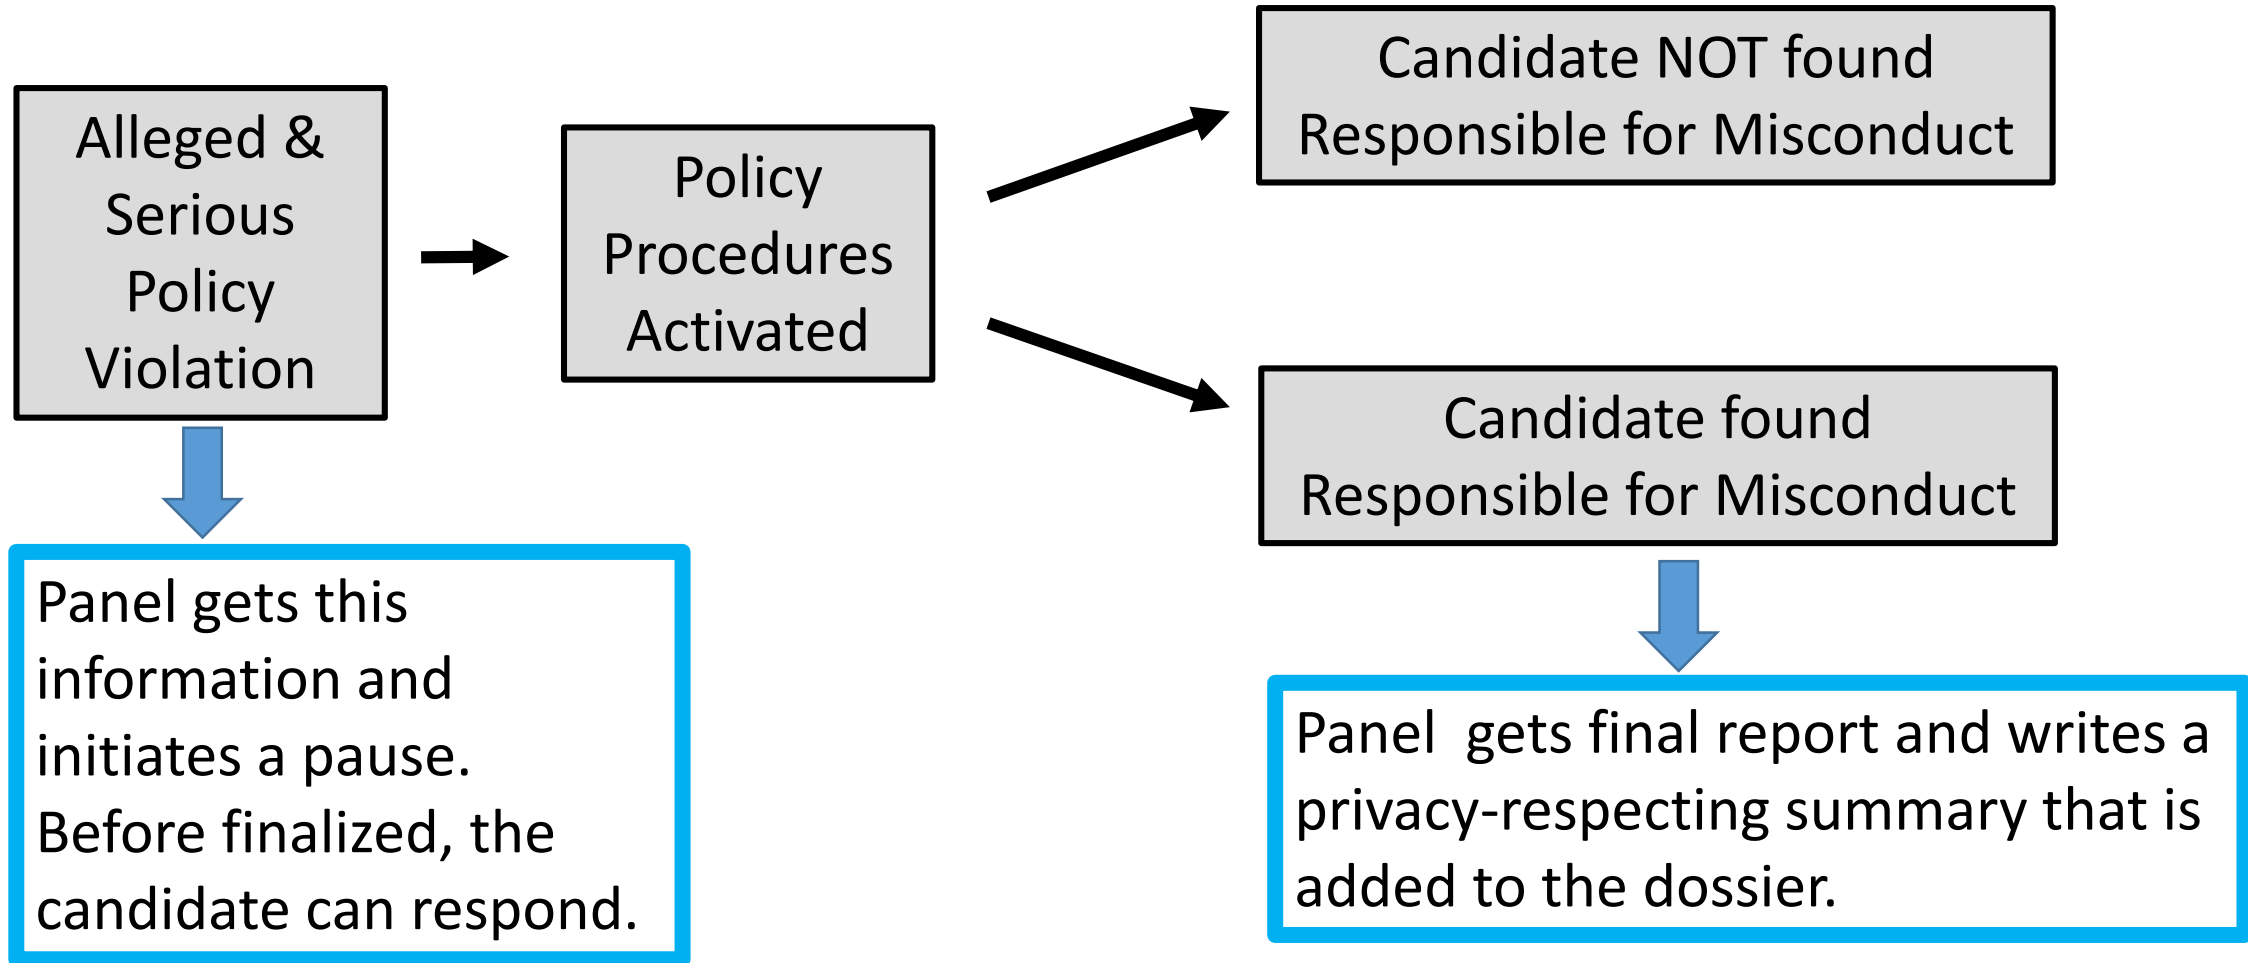 Alleged &
Serious
Policy
Violation
Policy
Procedures
Activated
Candidate NOT found
Responsible for Misconduct
Candidate found
Responsible for Misconduct
Panel gets this
information and
initiates a pause.
Before finalized, the
candidate can respond.
Panel  gets final report and writes a
privacy-respecting summary that is
added to the dossier.